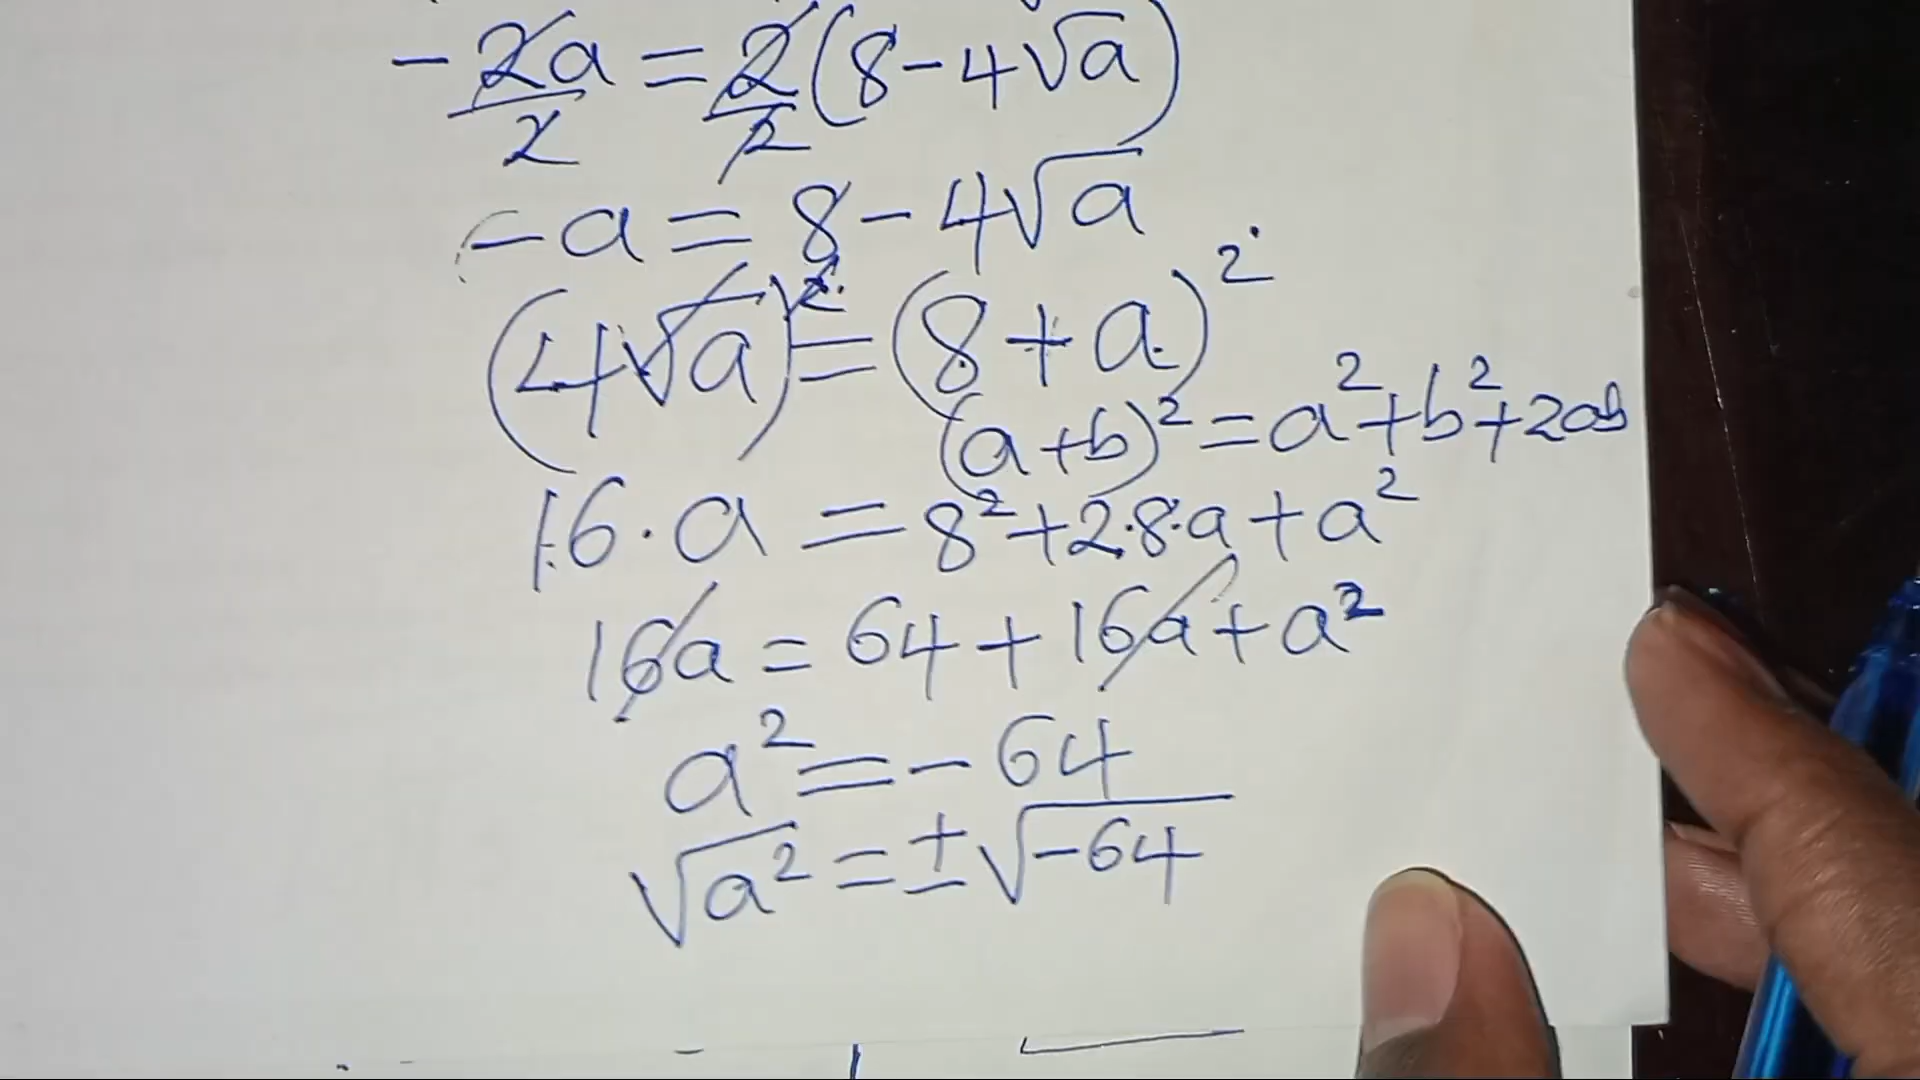 -2a/2 = 2/2(8-4√a)
-a = 8-4√a
(4√a)² = (8+a)²
(a+b)² = a²+b²+2ab
16·a = 8²+2·8·a+a²
16a = 64+16a+a²
a² = -64
√a² = ±√-64